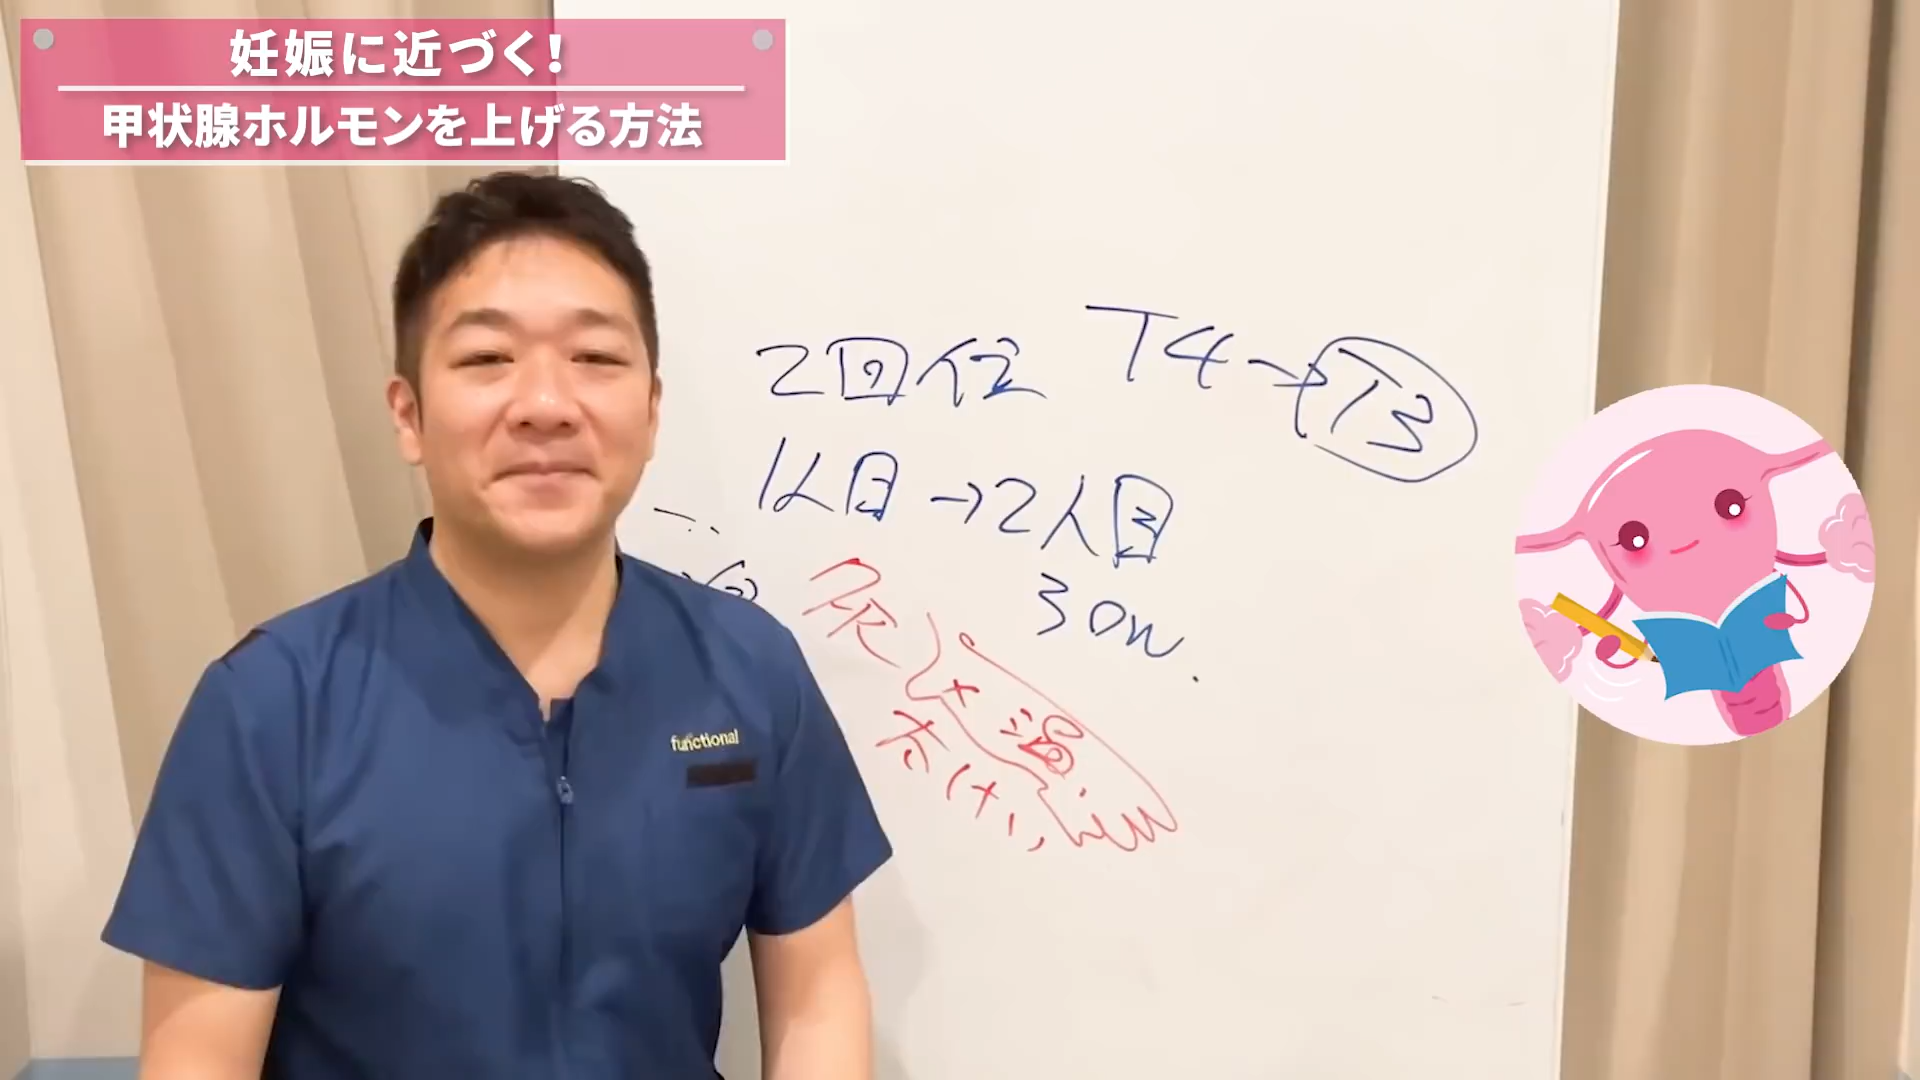 妊娠に近づく!
甲状腺ホルモンを上げる方法
2回位 T4→T3
1人目→2人目
30w.
functional